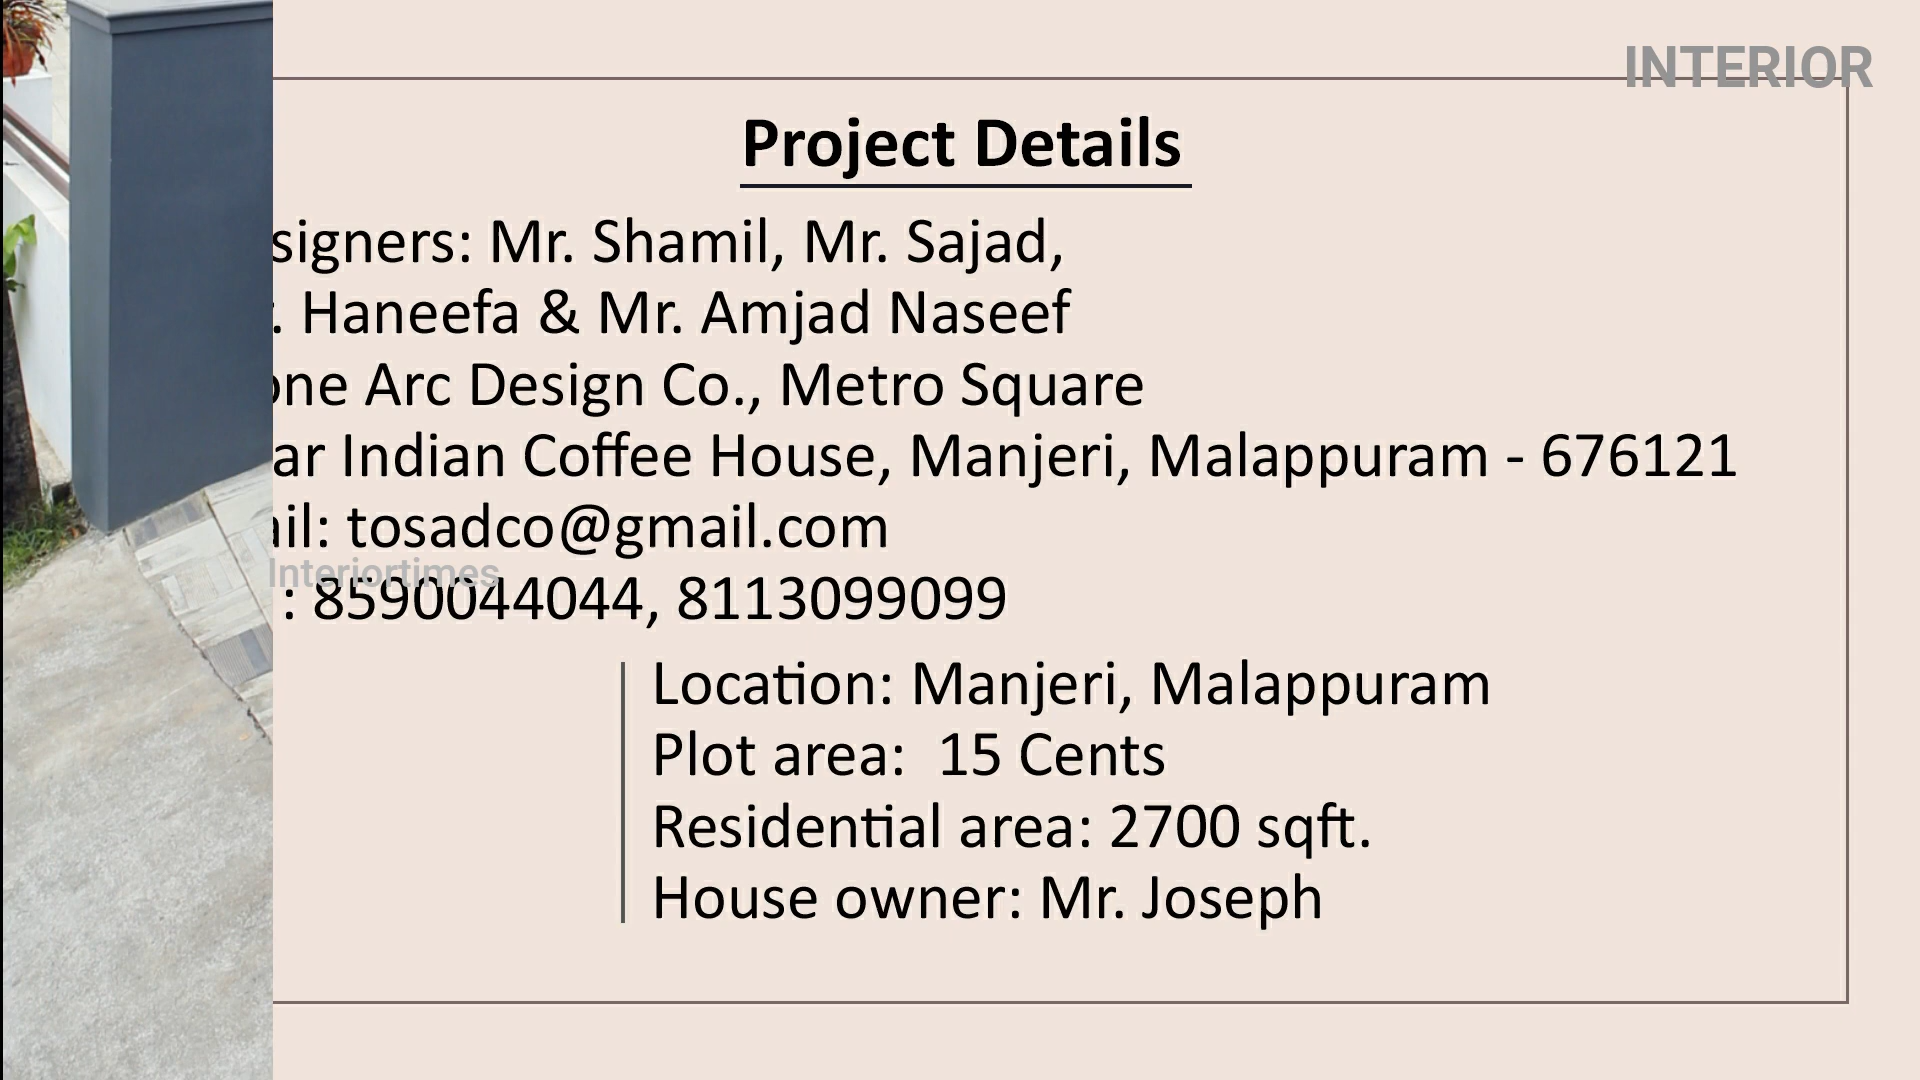 INTERIOR
Project Details
signers: Mr. Shamil, Mr. Sajad,
. Haneefa & Mr. Amjad Naseef
one Arc Design Co., Metro Square
ar Indian Coffee House, Manjeri, Malappuram - 676121
ail: tosadco@gmail.com
Interiortimes
: 8590044044, 8113099099
Location: Manjeri, Malappuram
Plot area: 15 Cents
Residential area: 2700 sqft.
House owner: Mr. Joseph